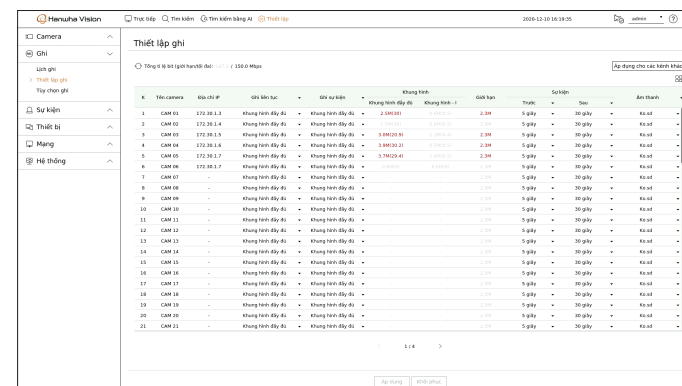 Hanwha Vision
Trực tiếp Tìm kiếm Tìm kiếm bằng AI Thiết lập
2020-12-10 16:19:35
admin
Camera
Ghi
Lịch ghi
Thiết lập ghi
Tùy chọn ghi
Sự kiện
Thiết bị
Mạng
Hệ thống
Thiết lập ghi
Tổng tỉ lệ bit (giới hạn/tối đa): / 150.0 Mbps
Áp dụng cho các kênh khác
K Tên camera Địa chỉ IP Ghi liên tục Ghi sự kiện Khung hình Giới hạn Sự kiện Âm thanh
Khung hình đầy đủ Khung hình - I Trước Sau
1 CAM 01 172.30.1.3 Khung hình đầy đủ Khung hình đầy đủ 2.5M(30) 2.3M 5 giây 30 giây Ko.sd
2 CAM 02 172.30.1.4 Khung hình đầy đủ Khung hình đầy đủ 5 giây 30 giây Ko.sd
3 CAM 03 172.30.1.5 Khung hình đầy đủ Khung hình đầy đủ 3.0M(20.9) 2.3M 5 giây 30 giây Ko.sd
4 CAM 04 172.30.1.6 Khung hình đầy đủ Khung hình đầy đủ 3.9M(30.2) 2.3M 5 giây 30 giây Ko.sd
5 CAM 05 172.30.1.7 Khung hình đầy đủ Khung hình đầy đủ 3.7M(29.4) 2.3M 5 giây 30 giây Ko.sd
6 CAM 06 172.30.1.7 Khung hình đầy đủ Khung hình đầy đủ 5 giây 30 giây Ko.sd
7 CAM 07 - Khung hình đầy đủ Khung hình đầy đủ 5 giây 30 giây Ko.sd
8 CAM 08 - Khung hình đầy đủ Khung hình đầy đủ 5 giây 30 giây Ko.sd
9 CAM 09 - Khung hình đầy đủ Khung hình đầy đủ 5 giây 30 giây Ko.sd
10 CAM 10 - Khung hình đầy đủ Khung hình đầy đủ 5 giây 30 giây Ko.sd
11 CAM 11 - Khung hình đầy đủ Khung hình đầy đủ 5 giây 30 giây Ko.sd
12 CAM 12 - Khung hình đầy đủ Khung hình đầy đủ 5 giây 30 giây Ko.sd
13 CAM 13 - Khung hình đầy đủ Khung hình đầy đủ 5 giây 30 giây Ko.sd
14 CAM 14 - Khung hình đầy đủ Khung hình đầy đủ 5 giây 30 giây Ko.sd
15 CAM 15 - Khung hình đầy đủ Khung hình đầy đủ 5 giây 30 giây Ko.sd
16 CAM 16 - Khung hình đầy đủ Khung hình đầy đủ 5 giây 30 giây Ko.sd
17 CAM 17 - Khung hình đầy đủ Khung hình đầy đủ 5 giây 30 giây Ko.sd
18 CAM 18 - Khung hình đầy đủ Khung hình đầy đủ 5 giây 30 giây Ko.sd
19 CAM 19 - Khung hình đầy đủ Khung hình đầy đủ 5 giây 30 giây Ko.sd
20 CAM 20 - Khung hình đầy đủ Khung hình đầy đủ 5 giây 30 giây Ko.sd
21 CAM 21 - Khung hình đầy đủ Khung hình đầy đủ 5 giây 30 giây Ko.sd
1 / 4
Áp dụng Khôi phục